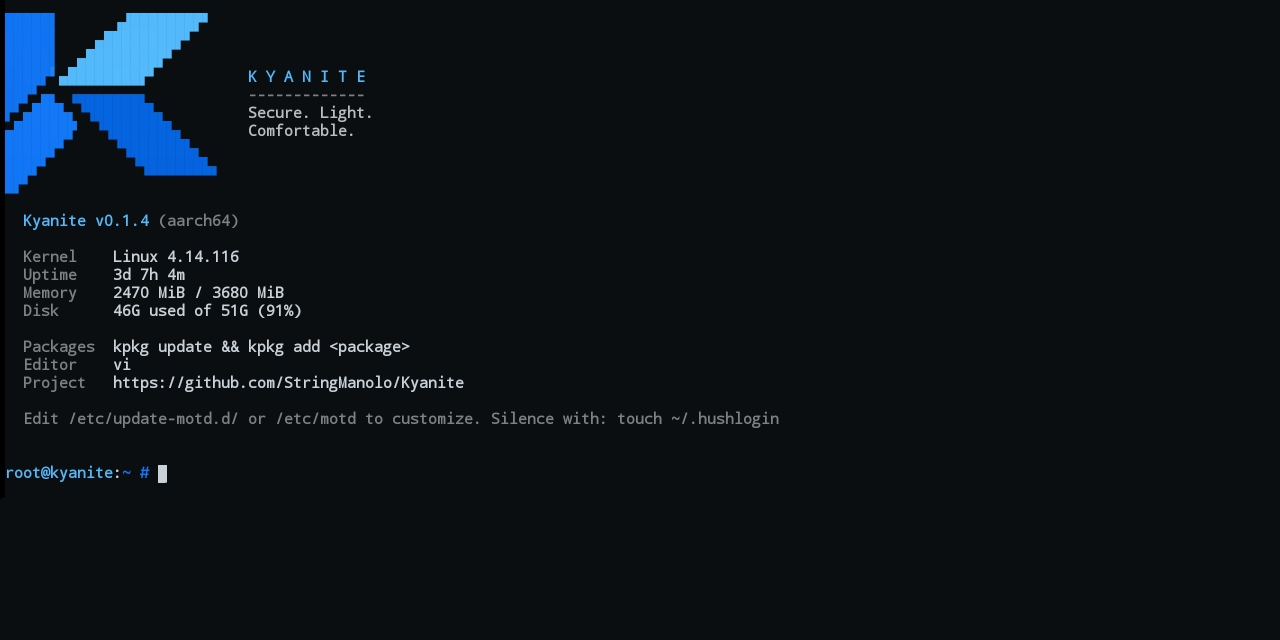 K Y A N I T E
-------------
Secure. Light.
Comfortable.
Kyanite v0.1.4 (aarch64)
Kernel Linux 4.14.116
Uptime 3d 7h 4m
Memory 2470 MiB / 3680 MiB
Disk 46G used of 51G (91%)
Packages kpkg update && kpkg add <package>
Editor vi
Project https://github.com/StringManolo/Kyanite
Edit /etc/update-motd.d/ or /etc/motd to customize. Silence with: touch ~/.hushlogin
root@kyanite:~ #